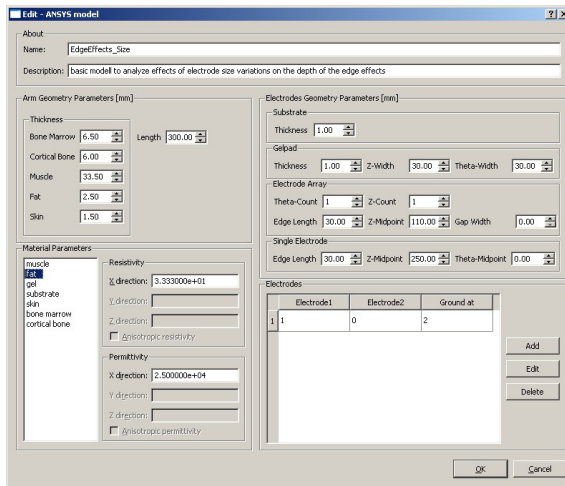 Edit - ANSYS model
About
Name: EdgeEffects_Size
Description: basic modell to analyze effects of electrode size variations on the depth of the edge effects
Arm Geometry Parameters [mm]
Thickness
Bone Marrow 6.50
Length 300.00
Cortical Bone 6.00
Muscle 33.50
Fat 2.50
Skin 1.50
Electrodes Geometry Parameters [mm]
Substrate
Thickness 1.00
Gelpad
Thickness 1.00 Z-Width 30.00 Theta-Width 30.00
Electrode Array
Theta-Count 1 Z-Count 1
Edge Length 30.00 Z-Midpoint 110.00 Gap Width 0.00
Single Electrode
Edge Length 30.00 Z-Midpoint 250.00 Theta-Midpoint 0.00
Material Parameters
muscle
fat
gel
substrate
skin
bone marrow
cortical bone
Resistivity
X direction: 3.333000e+01
Y direction:
Z direction:
Anisotropic resistivity
Permittivity
X direction: 2.500000e+04
Y direction:
Z direction:
Anisotropic permittivity
Electrodes
Electrode1 Electrode2 Ground at
1 1 0 2
Add
Edit
Delete
OK Cancel